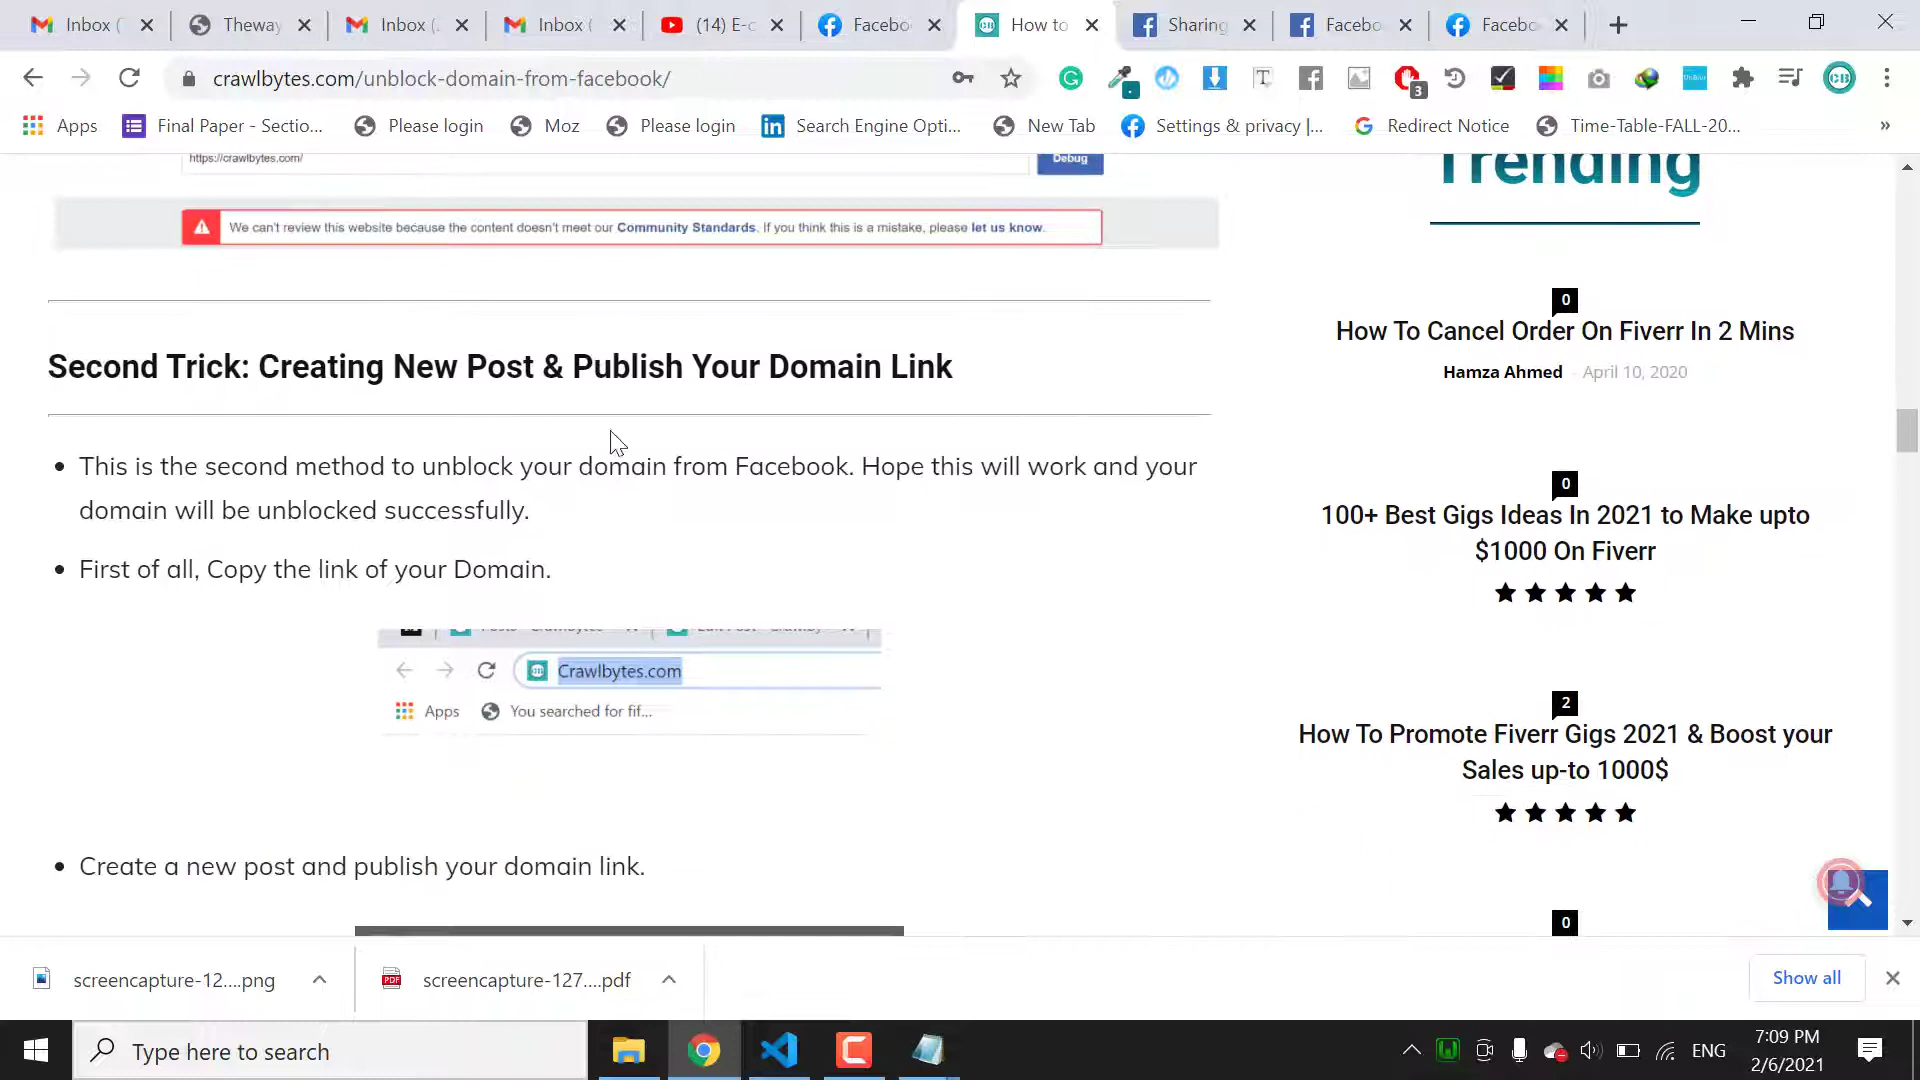 Inbox (
Theway
Inbox (.
Inbox (
(14) E-c
Facebo
How to
Sharing
Facebo
Facebo
crawlbytes.com/unblock-domain-from-facebook/
3
Apps
Final Paper - Sectio...
Please login
Moz
Please login
Search Engine Opti...
New Tab
Settings & privacy |...
Redirect Notice
Time-Table-FALL-20...
»
https://crawlbytes.com/
Debug
We can't review this website because the content doesn't meet our Community Standards. If you think this is a mistake, please let us know.
Second Trick: Creating New Post & Publish Your Domain Link
• This is the second method to unblock your domain from Facebook. Hope this will work and your
domain will be unblocked successfully.
• First of all, Copy the link of your Domain.
Crawlbytes.com
Apps
You searched for fif...
• Create a new post and publish your domain link.
Trending
0
How To Cancel Order On Fiverr In 2 Mins
Hamza Ahmed - April 10, 2020
0
100+ Best Gigs Ideas In 2021 to Make upto
$1000 On Fiverr
2
How To Promote Fiverr Gigs 2021 & Boost your
Sales up-to 1000$
0
screencapture-12....png
screencapture-127....pdf
Show all
Type here to search
ENG
7:09 PM
2/6/2021